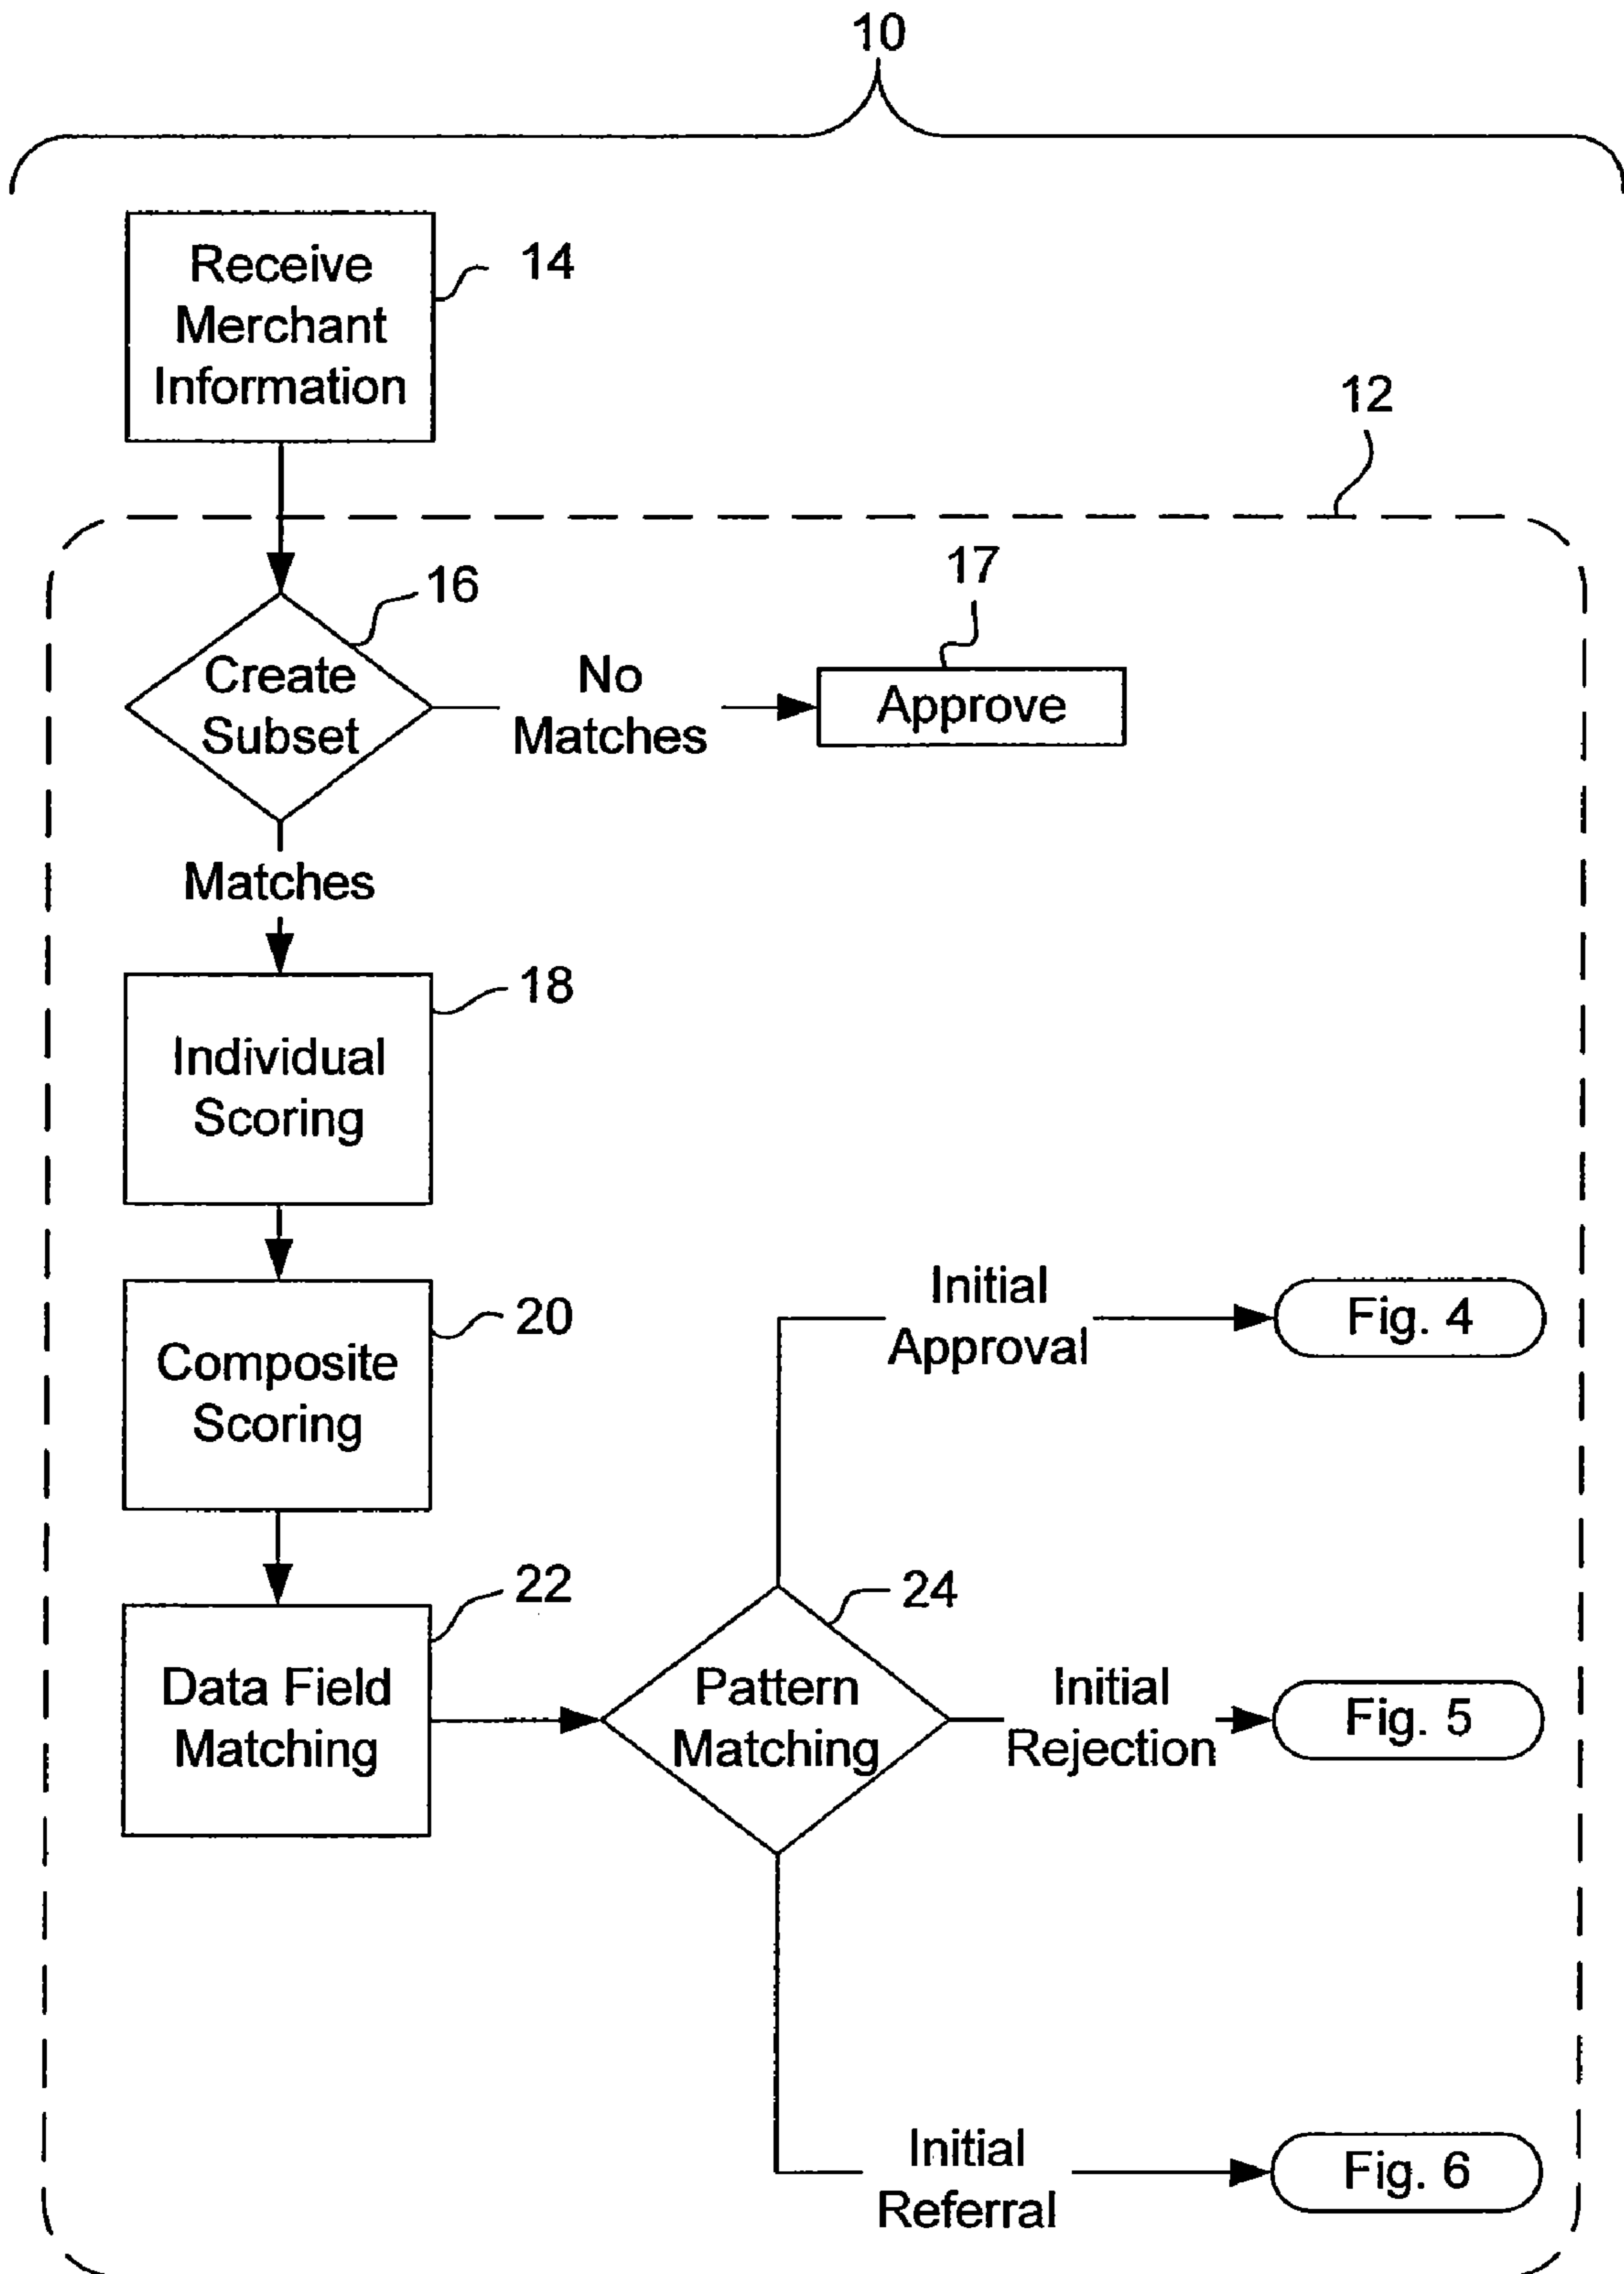 10
Receive
Merchant
Information
14
12
16
17
Create
Subset
No
Matches
Approve
Matches
18
Individual
Scoring
20
Composite
Scoring
Initial
Approval
Fig. 4
22
24
Data Field
Matching
Pattern
Matching
Initial
Rejection
Fig. 5
Initial
Referral
Fig. 6